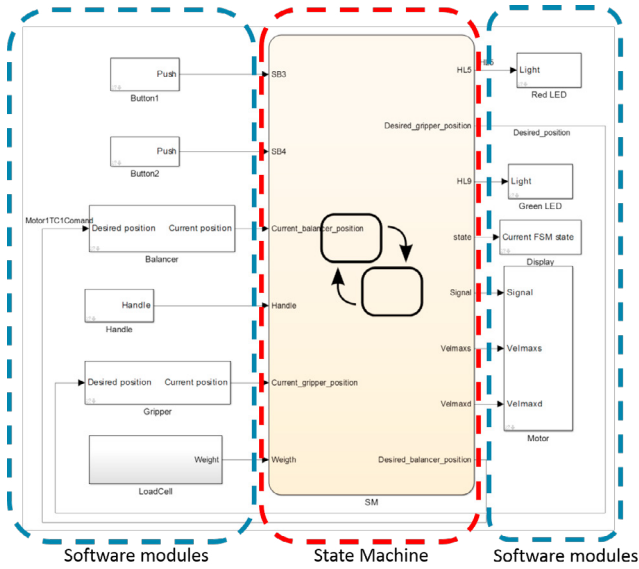 Push
Button1
Push
Button2
Motor1TC1Comand
Desired position Current position
Balancer
Handle
Handle
Desired position Current position
Gripper
Weight
LoadCell
SB3
SB4
Current_balancer_position
Handle
Current_gripper_position
Weigth
HL5
Desired_gripper_position
HL9
state
Signal
Velmaxs
Velmaxd
Desired_balancer_position
SM
Light
Red LED
Desired_position
Light
Green LED
Current FSM state
Display
Signal
Velmaxs
Velmaxd
Motor
Software modules
State Machine
Software modules